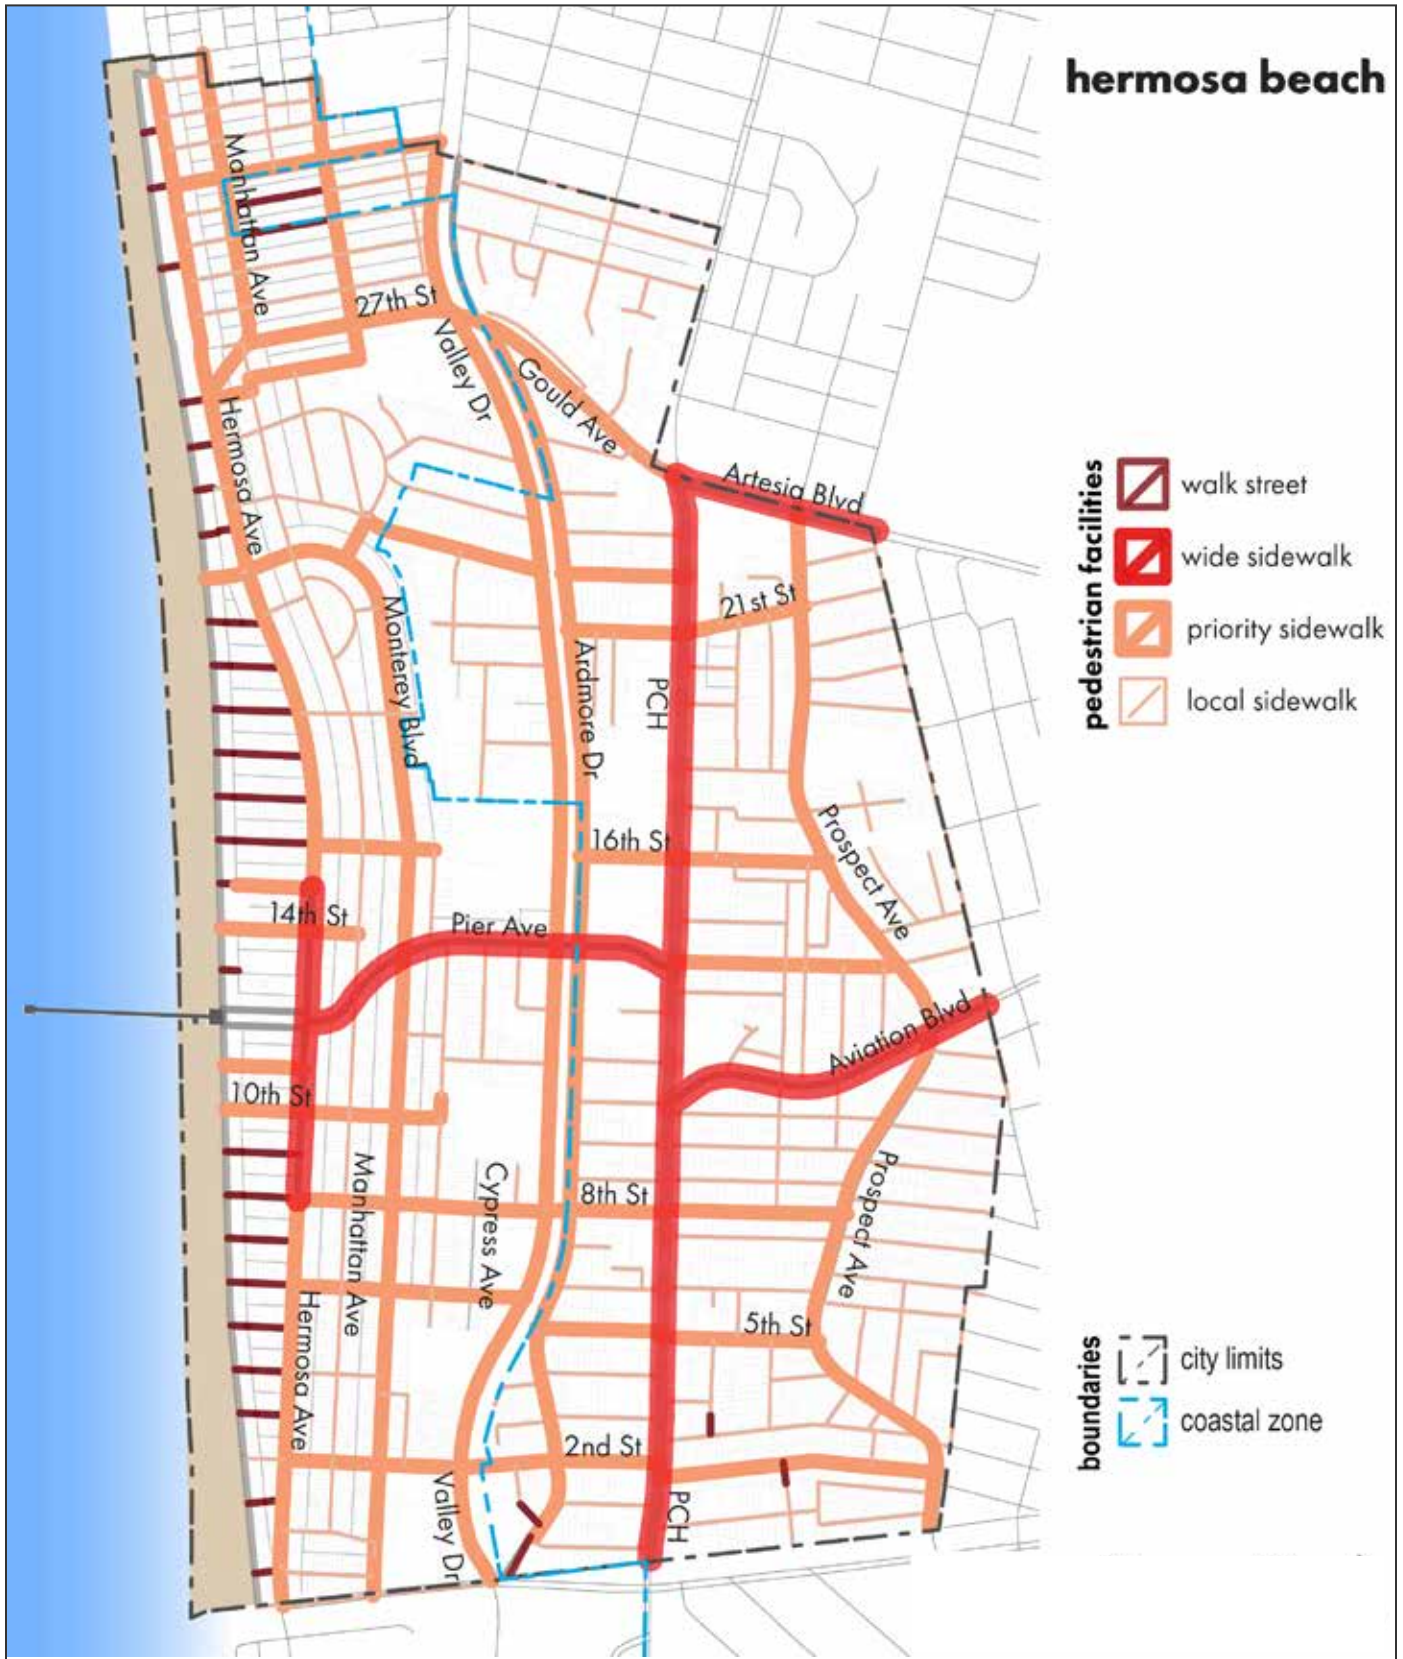 hermosa beach
Manhattan Ave
27th St
Valley Dr
Gould Ave
Hermosa Ave
Artesia Blvd
pedestrian facilities
walk street
wide sidewalk
priority sidewalk
local sidewalk
21st St
Monterey Blvd
Ardmore Dr
PCH
16th St
Prospect Ave
14th St
Pier Ave
Aviation Blvd
10th St
Manhattan Ave
Cypress Ave
8th St
Prospect Ave
Hermosa Ave
5th St
boundaries
city limits
coastal zone
2nd St
Valley Dr
PCH